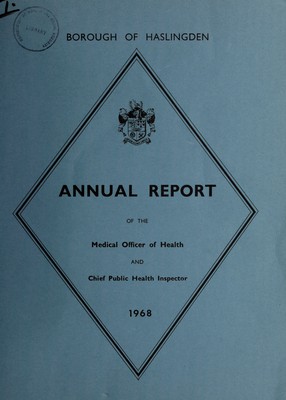 BOROUGH OF HASLINGDEN
ANNUAL REPORT
OF THE
Medical Officer of Health
AND
Chief Public Health Inspector
1968